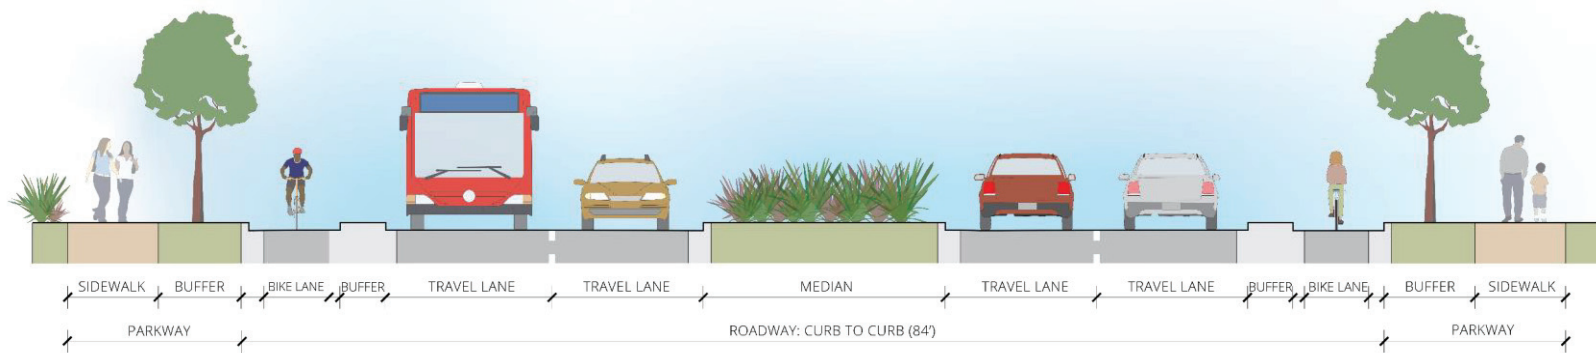 SIDEWALK BUFFER BIKE LANE BUFFER TRAVEL LANE TRAVEL LANE MEDIAN TRAVEL LANE TRAVEL LANE BUFFER BIKE LANE BUFFER SIDEWALK
PARKWAY ROADWAY: CURB TO CURB (84') PARKWAY